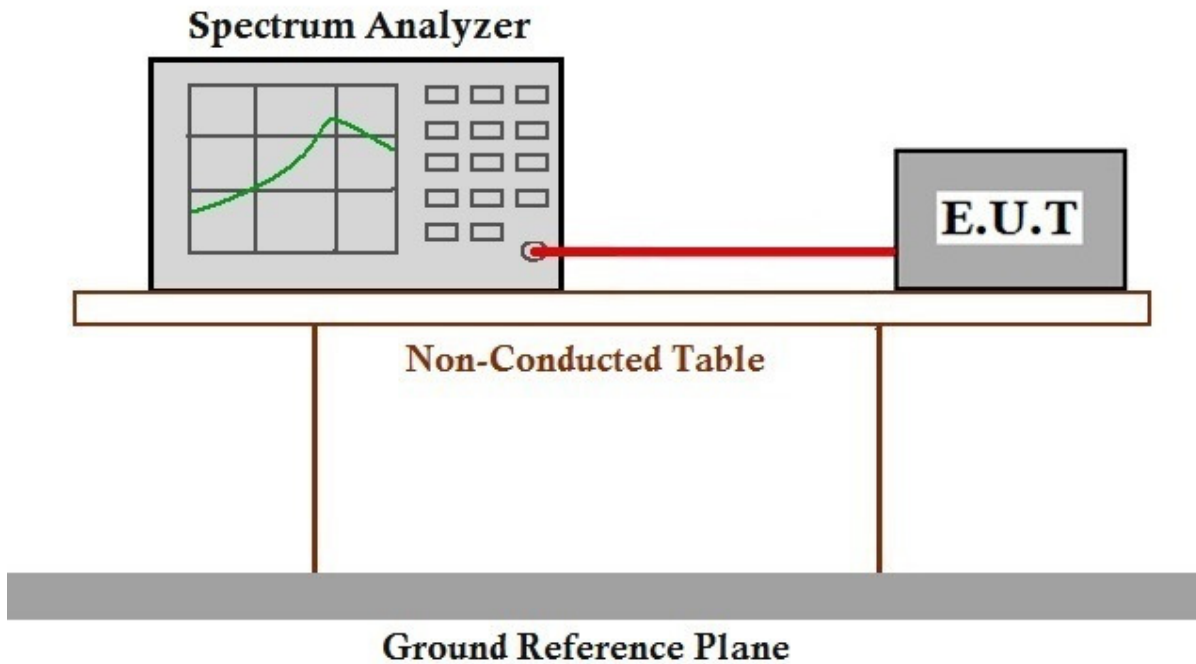 Spectrum Analyzer
E.U.T
Non-Conducted Table
Ground Reference Plane